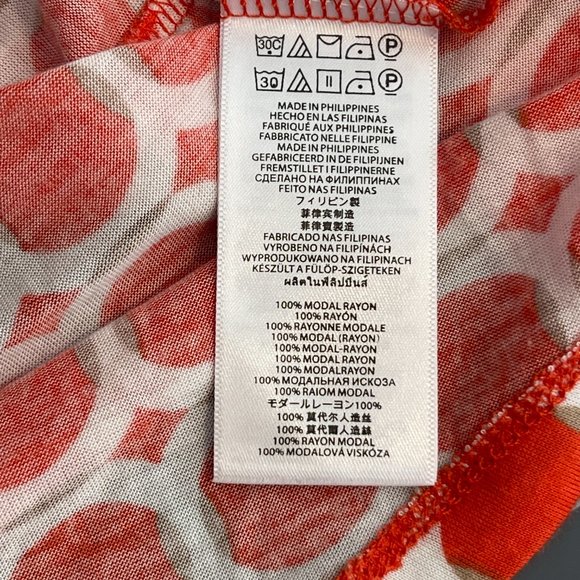 30C P
30 P
MADE IN PHILIPPINES
HECHO EN LAS FILIPINAS
FABRIQUÉ AUX PHILIPPINES
FABBRICATO NELLE FILIPPINE
MADE IN PHILIPPINES
GEFABRICEERD IN DE FILIPIJNEN
FREMSTILLET I FILIPPINERNE
СДЕЛАНО НА ФИЛИППИНАХ
FEITO NAS FILIPINAS
フィリピン製
菲律宾制造
菲律賓製造
FABRICADO NAS FILIPINAS
VYROBENO NA FILIPÍNÁCH
WYPRODUKOWANO NA FILIPINACH
KÉSZÜLT A FÜLÖP-SZIGETEKEN
ผลิตในฟิลิปปินส์
100% MODAL RAYON
100% RAYÓN
100% RAYONNE MODALE
100% MODAL (RAYON)
100% MODAL-RAYON
100% MODAL RAYON
100% MODALRAYON
100% МОДАЛЬНАЯ ИСКОЗА
100% RAIOM MODAL
モダールレーヨン100%
100% 莫代尔人造丝
100% 莫代爾人造絲
100% RAYON MODAL
100% MODALOVÁ VISKÓZA